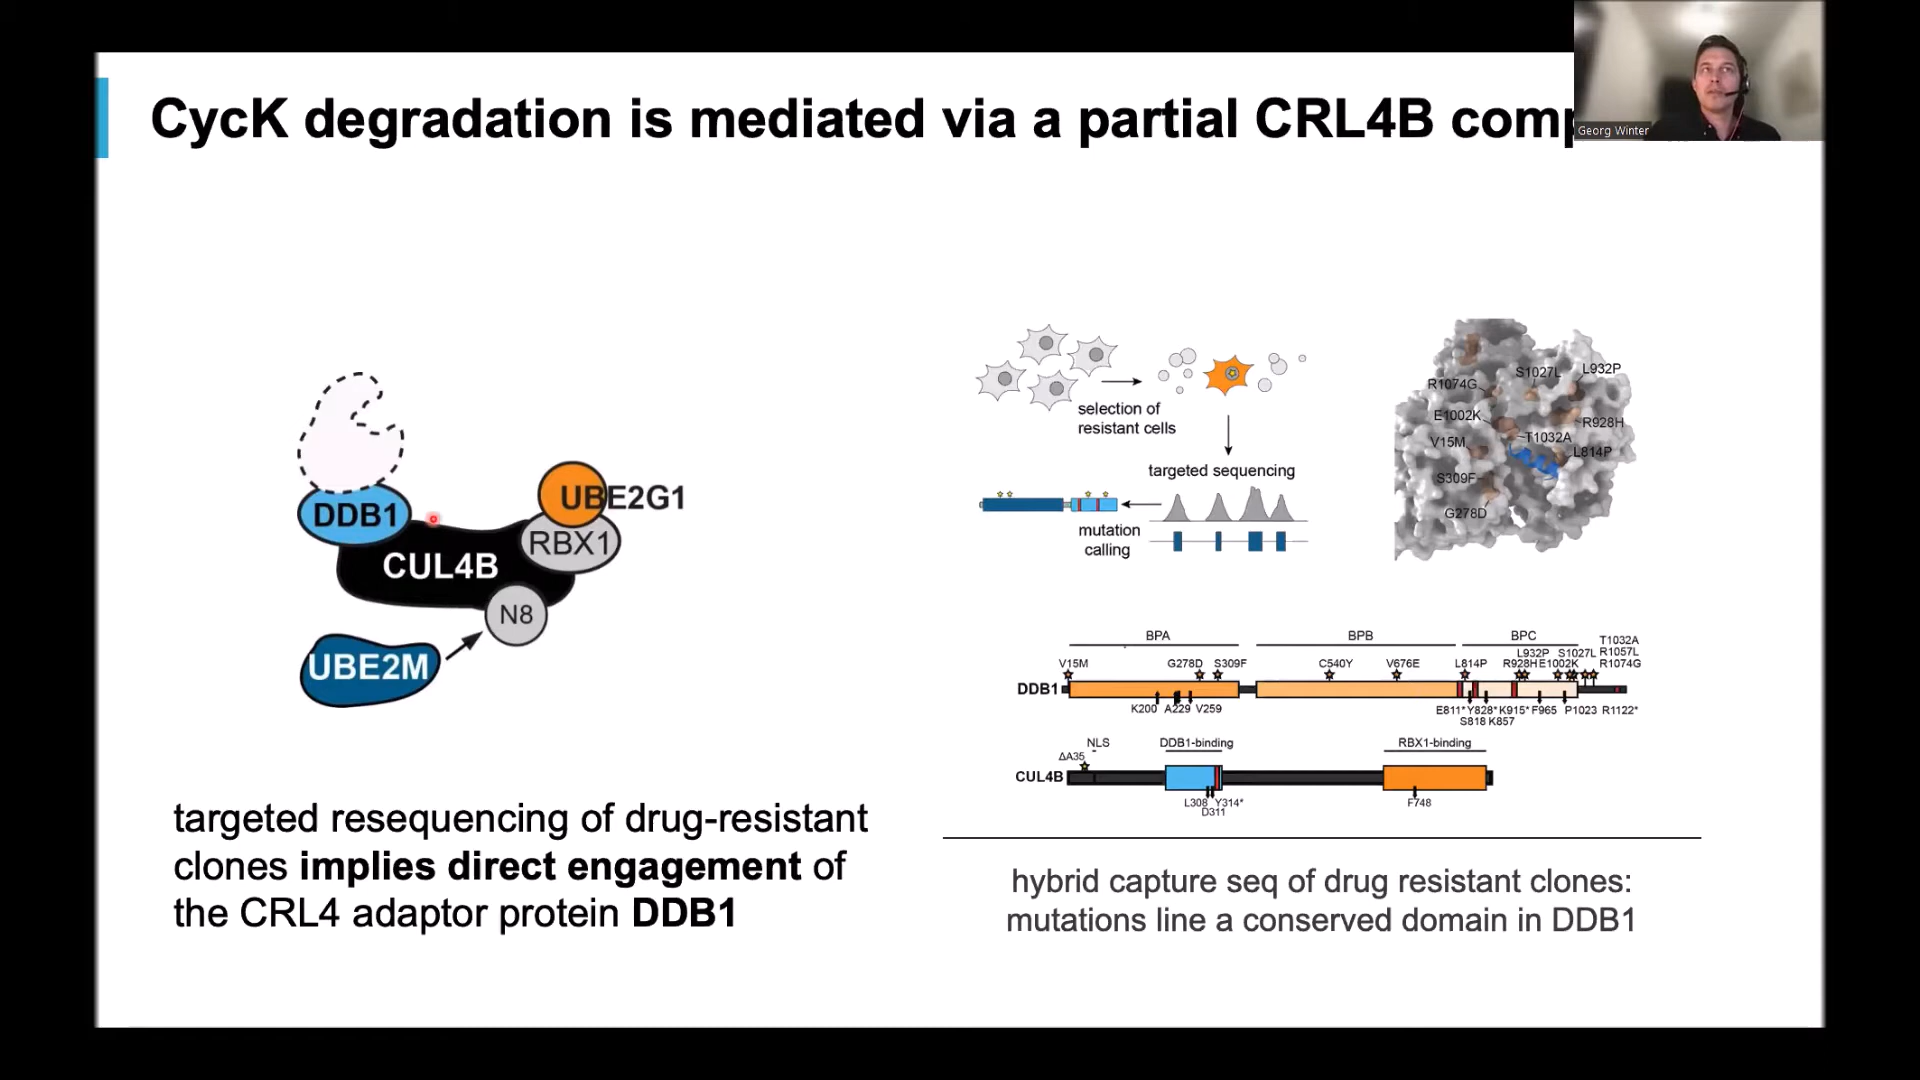 CycK degradation is mediated via a partial CRL4B comp
Georg Winter
DDB1
CUL4B
UBE2G1
RBX1
N8
UBE2M
targeted resequencing of drug-resistant
clones implies direct engagement of
the CRL4 adaptor protein DDB1
selection of
resistant cells
targeted sequencing
mutation
calling
S1027L
L932P
R1074G
E1002K
R928H
V15M
T1032A
L814P
S309F
G278D
BPA
BPB
BPC
T1032A
L932P
S1027L
R1057L
V15M
G278D
S309F
C540Y
V676E
L814P
R928H
E1002K
R1074G
DDB1
K200
A229
V259
E811*
Y828*
K915*
F965
P1023
R1122*
S818
K857
NLS
DDB1-binding
RBX1-binding
ΔA35
CUL4B
L308
Y314*
F748
D311
hybrid capture seq of drug resistant clones:
mutations line a conserved domain in DDB1